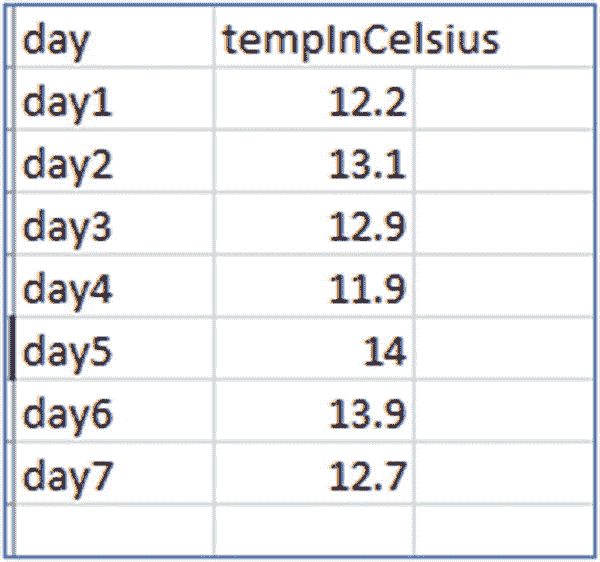 day tempInCelsius
day1 12.2
day2 13.1
day3 12.9
day4 11.9
day5 14
day6 13.9
day7 12.7